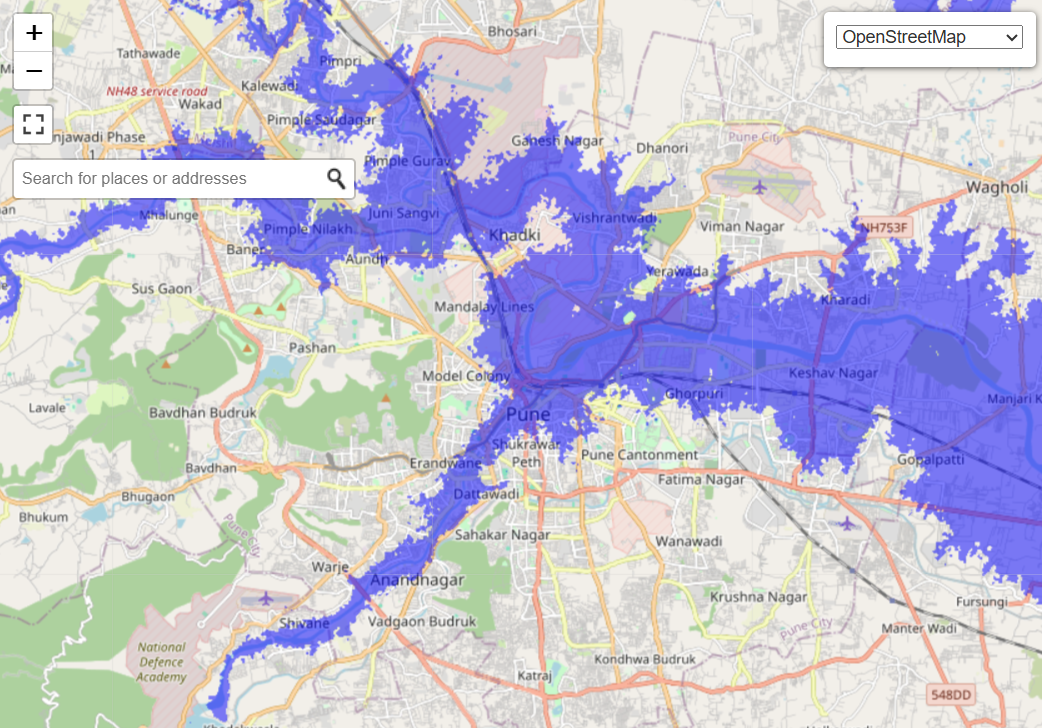 +
−
OpenStreetMap
Search for places or addresses
Bhosari
Tathawade
Pimpri
NH48 service road
Kalewadi
Wakad
Pimple Saudagar
njawadi Phase
1
Ganesh Nagar
Dhanori
Pune City
Pimple Gurav
Wagholi
Mhalunge
Juni Sangvi
Vishrantwadi
Pimple Nilakh
Khadki
Viman Nagar
NH753F
Baner
Aundh
Yerawada
Sus Gaon
Mandalay Lines
Kharadi
Pashan
Model Colony
Keshav Nagar
Lavale
Bavdhan Budruk
Pune
Ghorpuri
Manjari K
Shukrawar
Peth
Pune Cantonment
Erandwane
Gopalpatti
Bavdhan
Fatima Nagar
Bhugaon
Dattawadi
Bhukum
Pune City
Sahakar Nagar
Wanawadi
Warje
Anandnagar
Krushna Nagar
Fursungi
Shivane
Vadgaon Budruk
Pune City
Manter Wadi
National
Defence
Academy
Kondhwa Budruk
Katraj
548DD